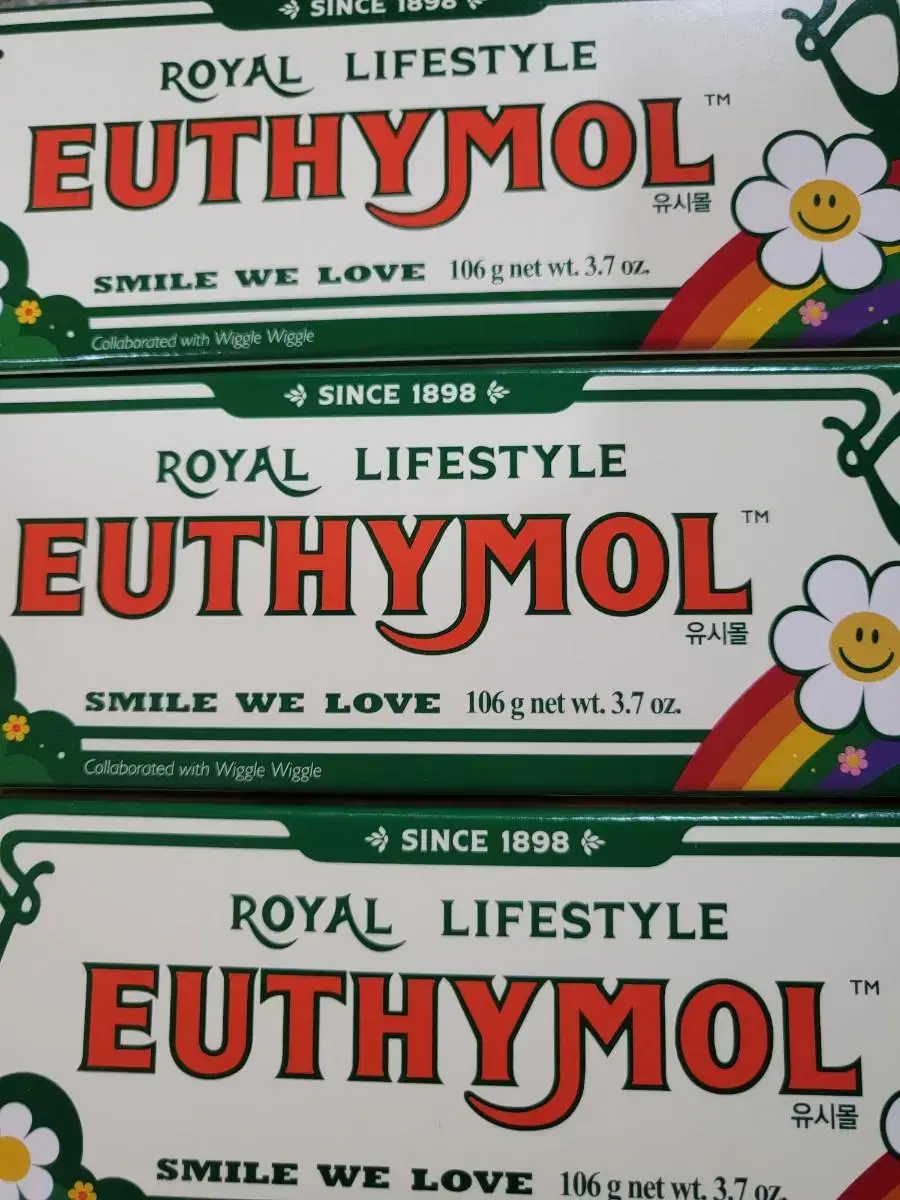 SINCE 1898
ROYAL LIFESTYLE
EUTHYMOL™
유시몰
SMILE WE LOVE 106 g net wt. 3.7 oz.
Collaborated with Wiggle Wiggle
SINCE 1898
ROYAL LIFESTYLE
EUTHYMOL™
유시몰
SMILE WE LOVE 106 g net wt. 3.7 oz.
Collaborated with Wiggle Wiggle
SINCE 1898
ROYAL LIFESTYLE
EUTHYMOL™
유시몰
SMILE WE LOVE 106 g net wt. 3.7 oz.